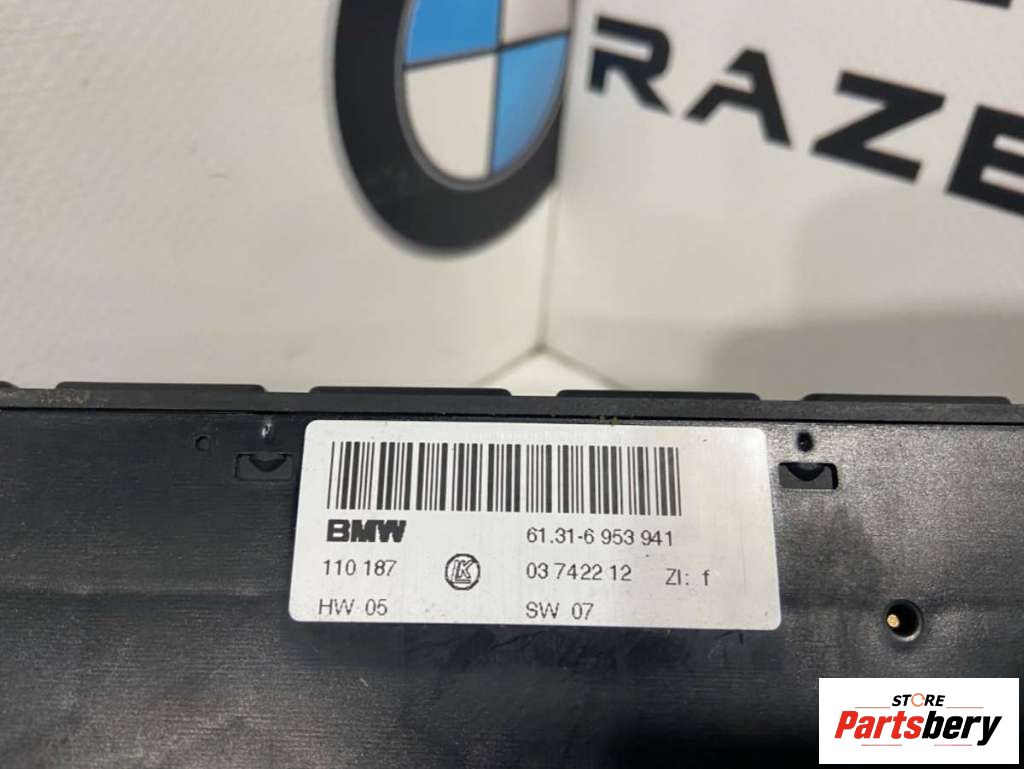 RAZE
BMW 61.31-6 953 941
110 187 LK 03 7422 12 ZI: f
HW 05 SW 07
STORE
Partsbery